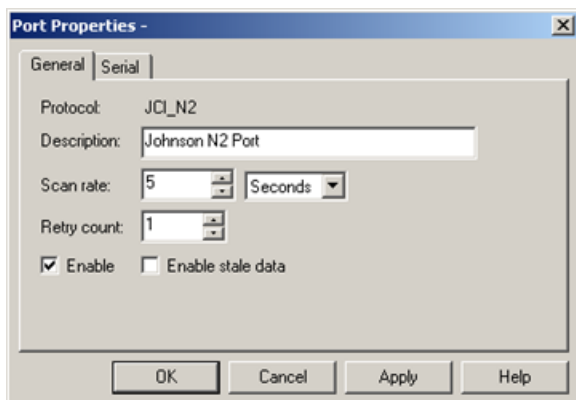 Port Properties -
General Serial
Protocol: JCI_N2
Description: Johnson N2 Port
Scan rate: 5 Seconds
Retry count: 1
Enable Enable stale data
OK Cancel Apply Help